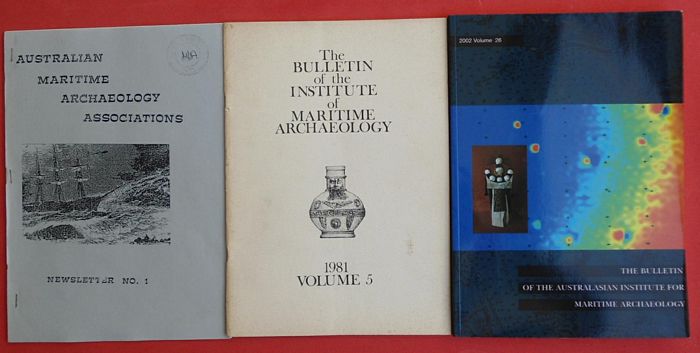 AUSTRALIAN
MARITIME
ARCHAEOLOGY
ASSOCIATIONS
NEWSLETTER NO. 1
The
BULLETIN
of the
INSTITUTE
of
MARITIME
ARCHAEOLOGY
1981
VOLUME 5
2002 Volume 26
THE BULLETIN
OF THE AUSTRALASIAN INSTITUTE FOR
MARITIME ARCHAEOLOGY